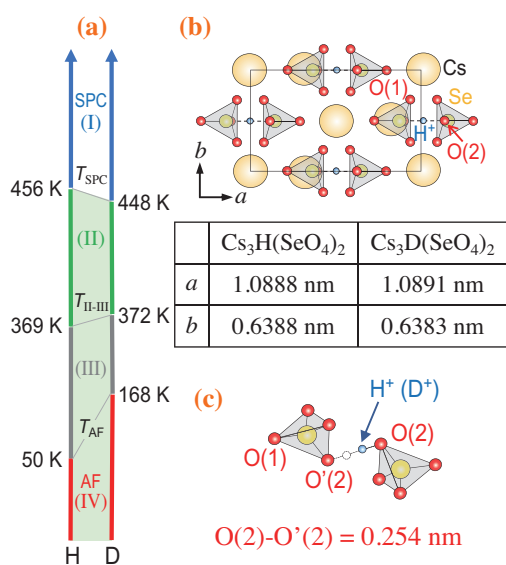 (a)
SPC
(I)
T_SPC
456 K
448 K
(II)
T_II-III
369 K
372 K
(III)
168 K
T_AF
50 K
AF
(IV)
H
D
(b)
Cs
O(1)
Se
H⁺
O(2)
b
a
Cs₃H(SeO₄)₂ Cs₃D(SeO₄)₂
a 1.0888 nm 1.0891 nm
b 0.6388 nm 0.6383 nm
(c)
H⁺ (D⁺)
O(2)
O(1)
O'(2)
O(2)-O'(2) = 0.254 nm